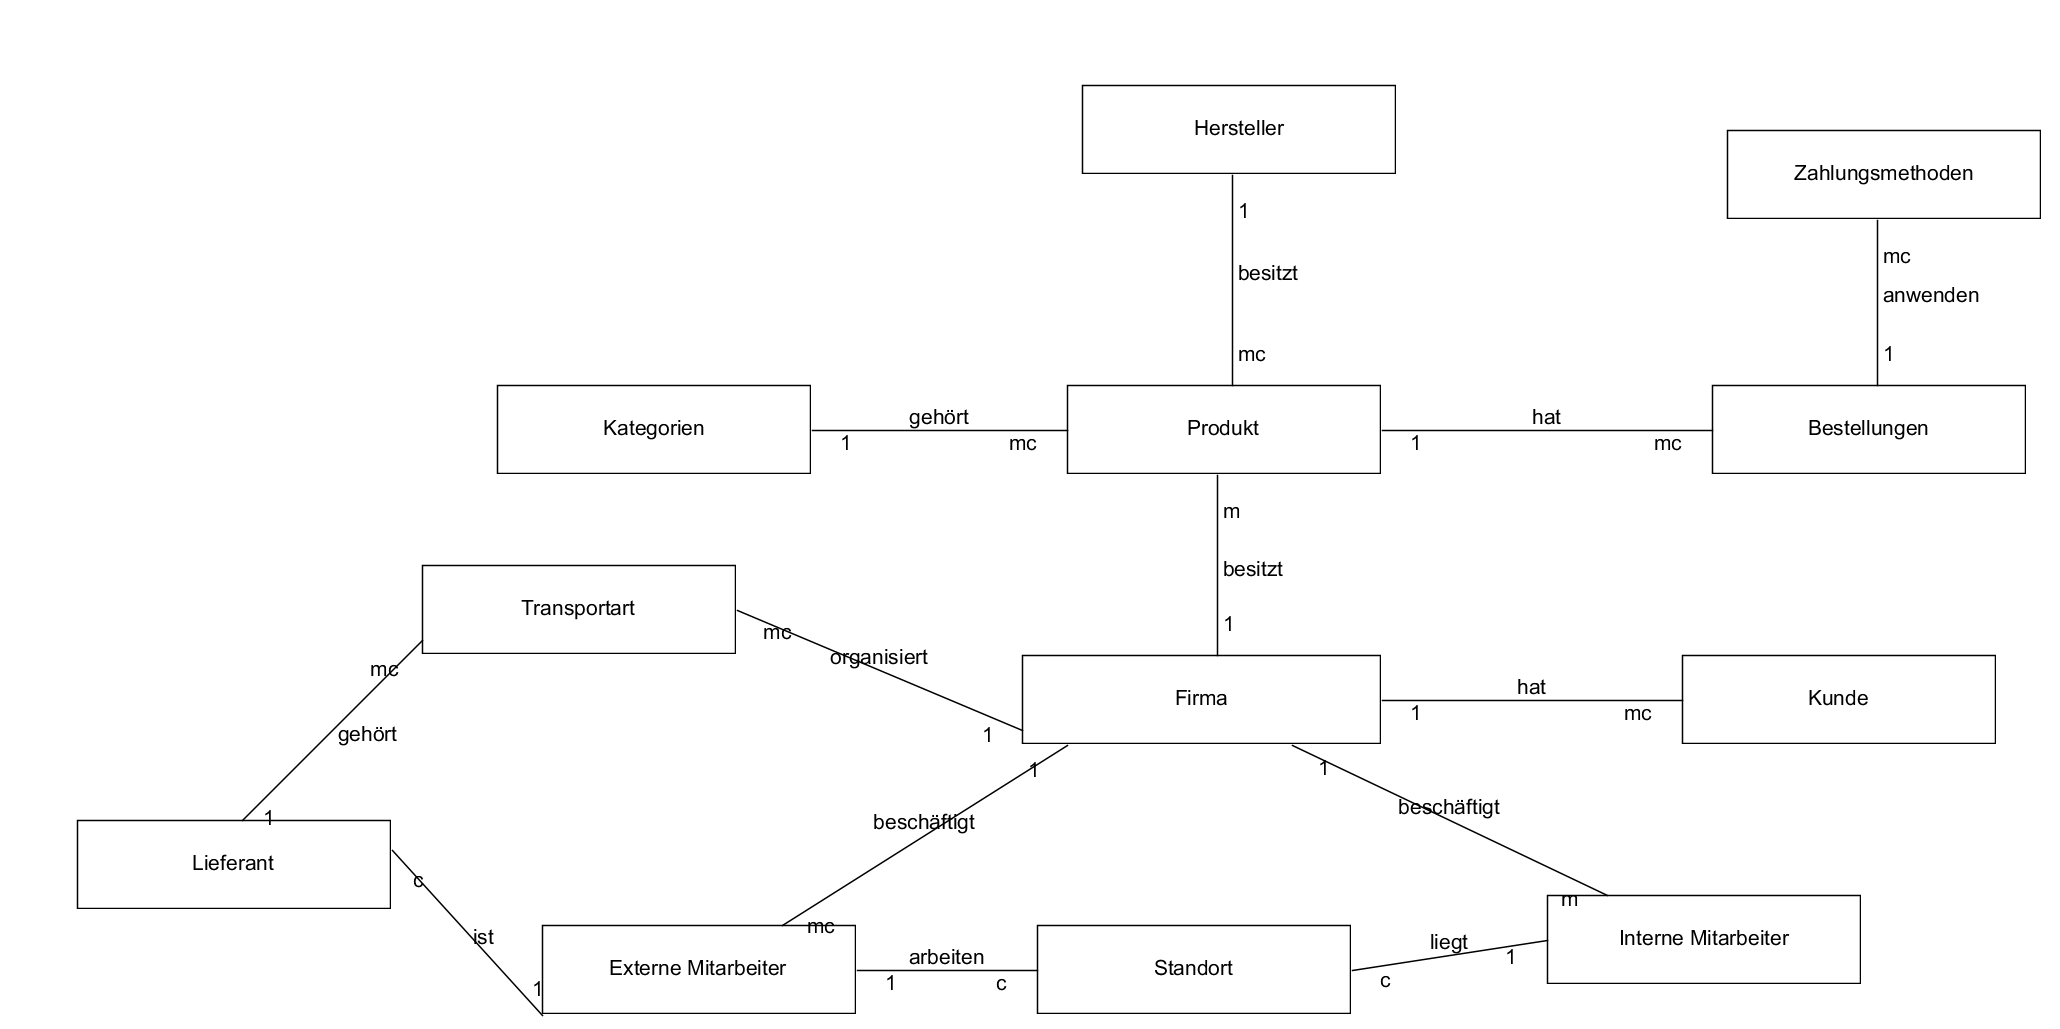 Hersteller
Zahlungsmethoden
1
besitzt
mc
mc
anwenden
1
Kategorien
gehört
1
mc
Produkt
hat
1
mc
Bestellungen
m
besitzt
1
Transportart
mc
organisiert
1
mc
gehört
1
Firma
hat
1
mc
Kunde
1
beschäftigt
mc
1
beschäftigt
m
Lieferant
c
ist
1
Externe Mitarbeiter
arbeiten
1
c
Standort
liegt
c
1
Interne Mitarbeiter